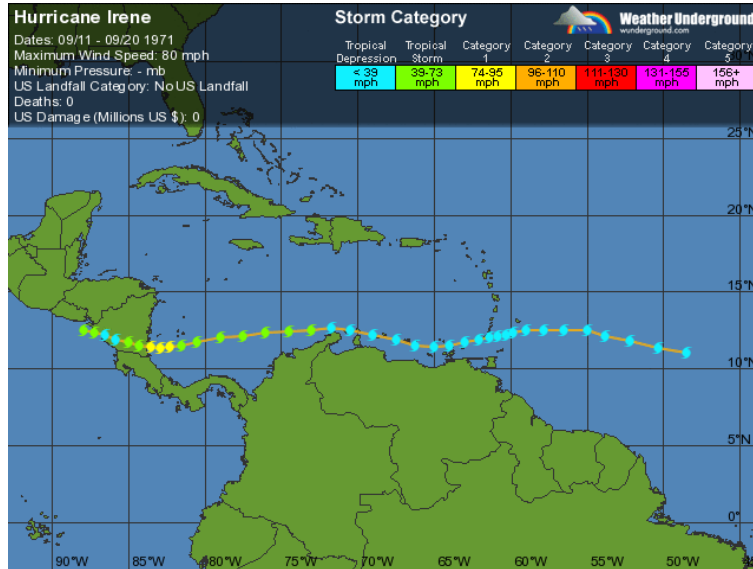 Hurricane Irene
Dates: 09/11 - 09/20 1971
Maximum Wind Speed: 80 mph
Minimum Pressure: - mb
US Landfall Category: No US Landfall
Deaths: 0
US Damage (Millions US $): 0
Storm Category
Weather Underground
wunderground.com
Tropical Depression
Tropical Storm
Category 1
Category 2
Category 3
Category 4
Category 5
< 39 mph
39-73 mph
74-95 mph
96-110 mph
111-130 mph
131-155 mph
156+ mph
25°N
20°N
15°N
10°N
5°N
0°
90°W
85°W
80°W
75°W
70°W
65°W
60°W
55°W
50°W